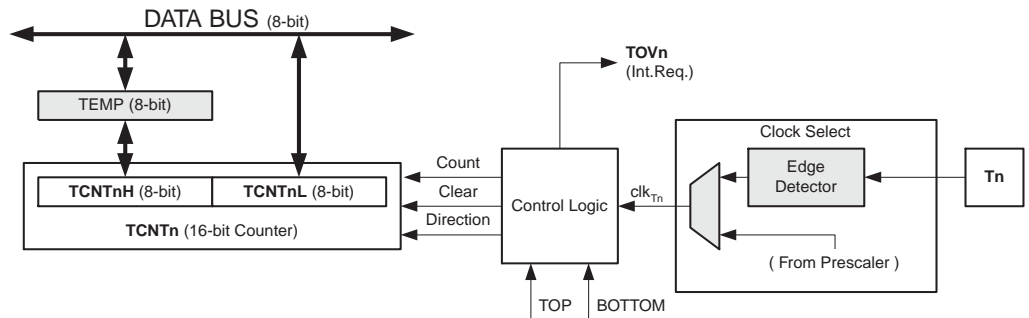 DATA BUS (8-bit)
TEMP (8-bit)
TCNTnH (8-bit)
TCNTnL (8-bit)
TCNTn (16-bit Counter)
Count
Clear
Direction
TOVn
(Int.Req.)
Control Logic
TOP
BOTTOM
clkTn
Clock Select
Edge
Detector
( From Prescaler )
Tn